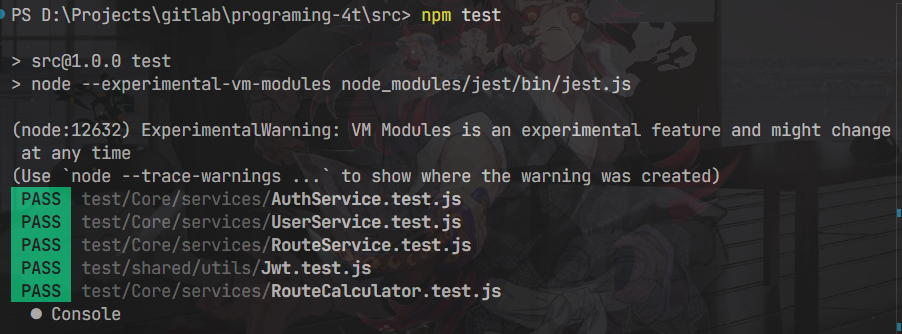 PS D:\Projects\gitlab\programing-4t\src> npm test
> src@1.0.0 test
> node --experimental-vm-modules node_modules/jest/bin/jest.js
(node:12632) ExperimentalWarning: VM Modules is an experimental feature and might change
at any time
(Use `node --trace-warnings ...` to show where the warning was created)
PASS test/Core/services/AuthService.test.js
PASS test/Core/services/UserService.test.js
PASS test/Core/services/RouteService.test.js
PASS test/shared/utils/Jwt.test.js
PASS test/Core/services/RouteCalculator.test.js
● Console